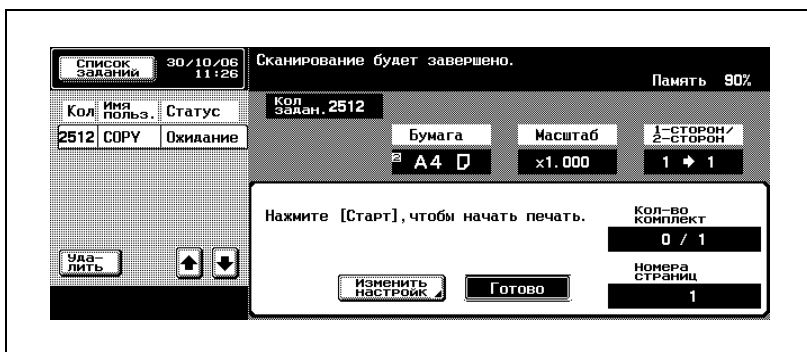 Список
заданий
30/10/06
11:26
Сканирование будет завершено.
Память 90%
Кол
Имя
польз.
Статус
2512 COPY Ожидание
Кол
задан. 2512
Бумага
Масштаб
1-сторон/
2-сторон
2 A4
x1.000
1 → 1
Нажмите [Старт],чтобы начать печать.
Кол-во
комплект
0 / 1
Номера
страниц
1
Уда-
лить
Изменить
настройк
Готово